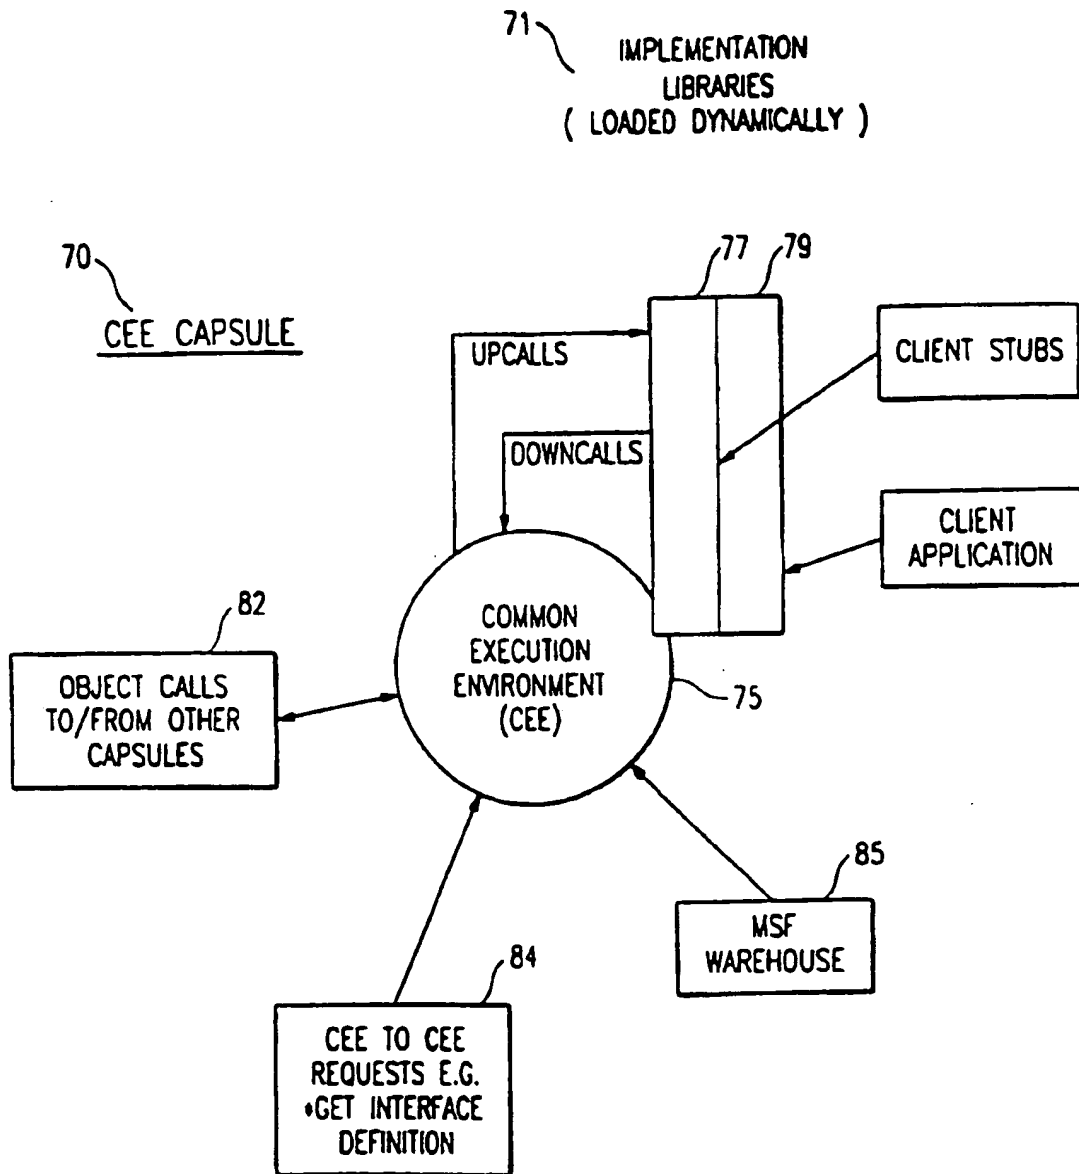 71
IMPLEMENTATION
LIBRARIES
( LOADED DYNAMICALLY )
70
CEE CAPSULE
77
79
UPCALLS
CLIENT STUBS
DOWNCALLS
CLIENT
APPLICATION
82
OBJECT CALLS
TO/FROM OTHER
CAPSULES
COMMON
EXECUTION
ENVIRONMENT
(CEE)
75
85
MSF
WAREHOUSE
84
CEE TO CEE
REQUESTS E.G.
•GET INTERFACE
DEFINITION